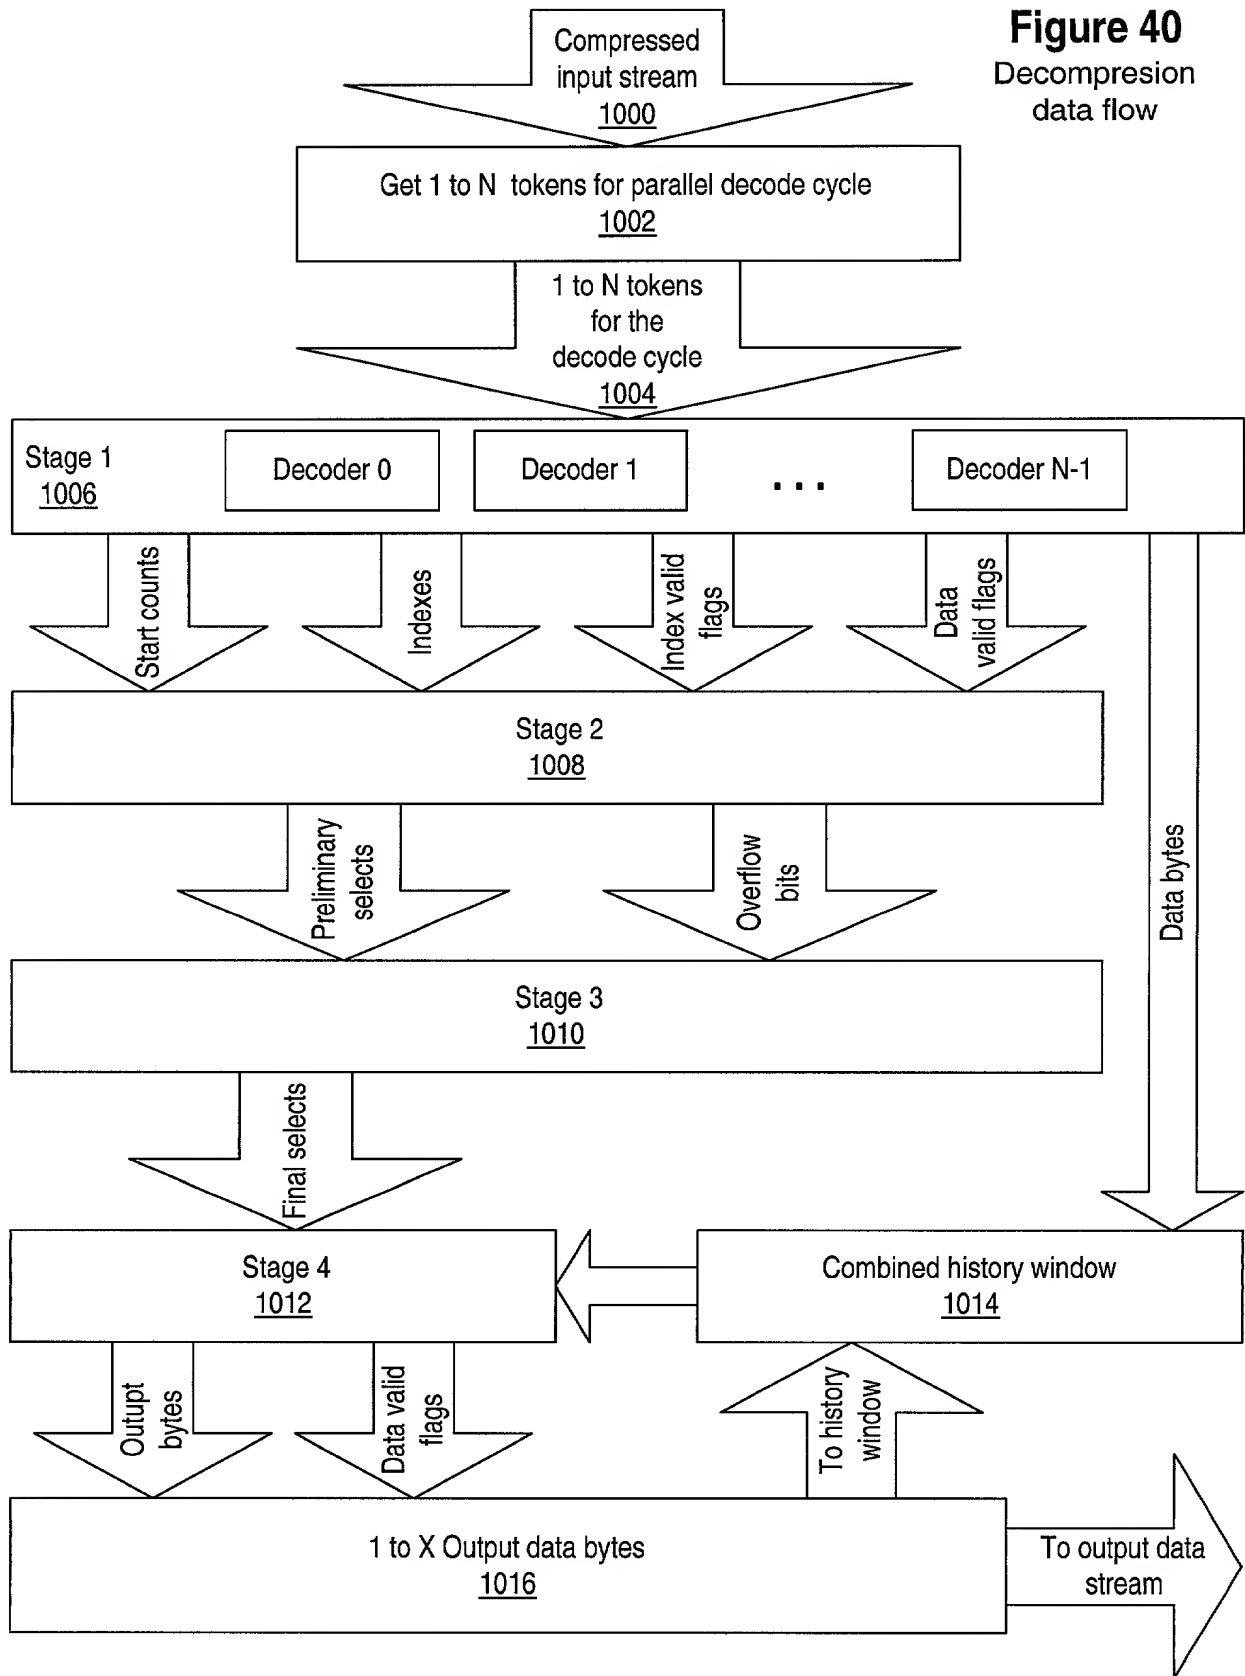 Figure 40
Decompresion
data flow
Compressed
input stream
1000
Get 1 to N tokens for parallel decode cycle
1002
1 to N tokens
for the
decode cycle
1004
Stage 1
1006
Decoder 0
Decoder 1
. . .
Decoder N-1
Start counts
Indexes
Index valid
flags
Data
valid flags
Data bytes
Stage 2
1008
Preliminary
selects
Overflow
bits
Stage 3
1010
Final selects
Stage 4
1012
Combined history window
1014
Outupt
bytes
Data valid
flags
To history
window
1 to X Output data bytes
1016
To output data
stream